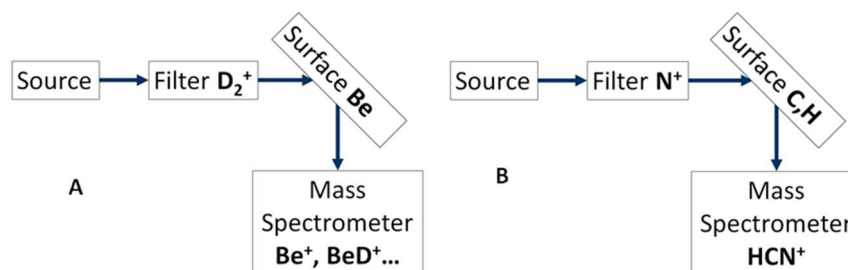 Source
Filter D₂⁺
Surface Be
Mass
Spectrometer
Be⁺, BeD⁺...
A
Source
Filter N⁺
Surface C,H
Mass
Spectrometer
HCN⁺
B